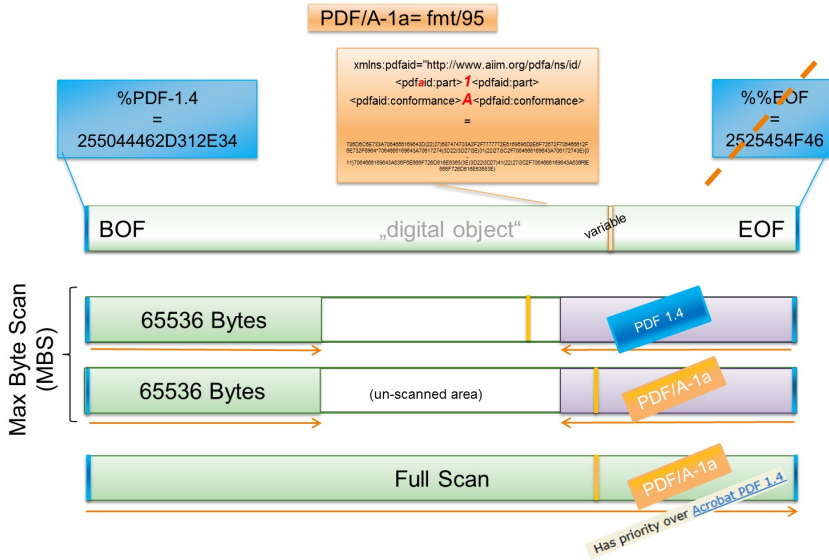 PDF/A-1a= fmt/95
xmlns:pdfaid="http://www.aiim.org/pdfa/ns/id/
<pdfaid:part>1<pdfaid:part>
<pdfaid:conformance>A<pdfaid:conformance>
=
%PDF-1.4
=
255044462D312E34
%%EOF
=
2525454F46
BOF
„digital object“
variable
EOF
Max Byte Scan
(MBS)
65536 Bytes
PDF 1.4
65536 Bytes
(un-scanned area)
PDF/A-1a
Full Scan
PDF/A-1a
Has priority over Acrobat PDF 1.4